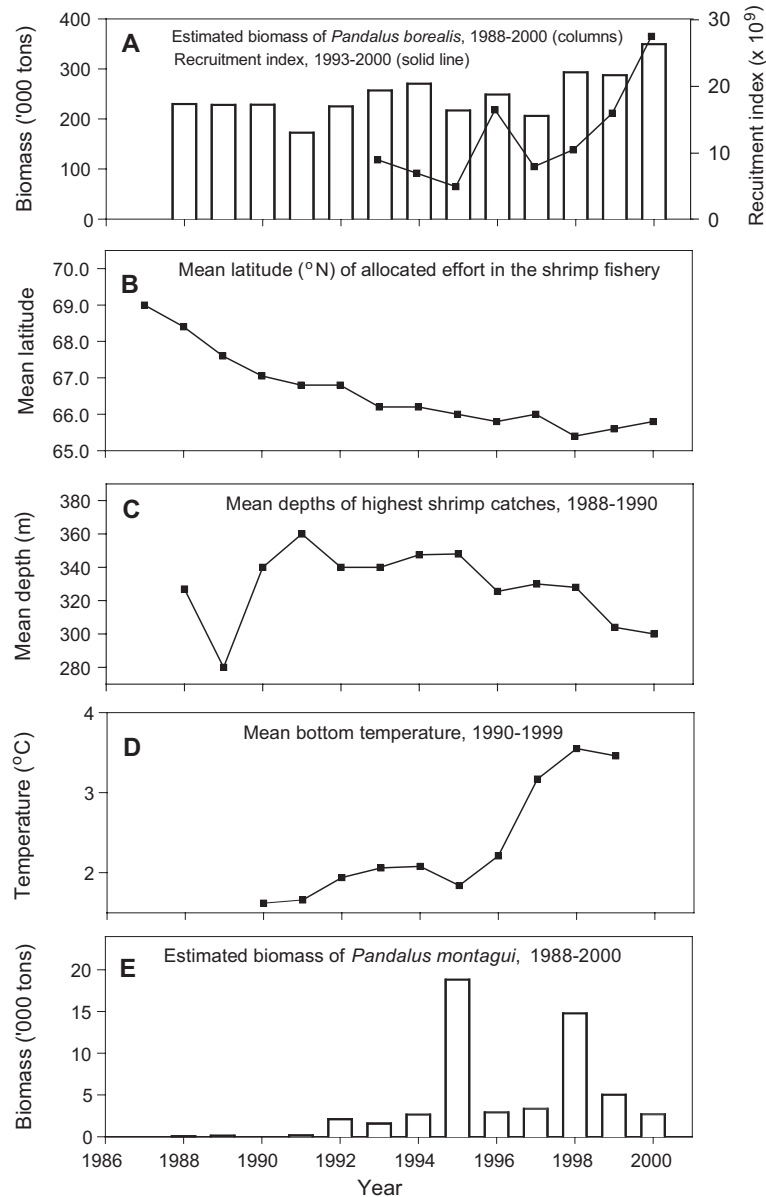 A
Estimated biomass of Pandalus borealis, 1988-2000 (columns)
Recruitment index, 1993-2000 (solid line)
Biomass ('000 tons)
400
300
200
100
0
Recruitment index (x 10⁹)
30
20
10
0
B
Mean latitude (°N) of allocated effort in the shrimp fishery
Mean latitude
70.0
69.0
68.0
67.0
66.0
65.0
C
Mean depths of highest shrimp catches, 1988-1990
Mean depth (m)
380
360
340
320
300
280
D
Mean bottom temperature, 1990-1999
Temperature (°C)
4
3
2
E
Estimated biomass of Pandalus montagui, 1988-2000
Biomass ('000 tons)
20
15
10
5
0
1986 1988 1990 1992 1994 1996 1998 2000
Year